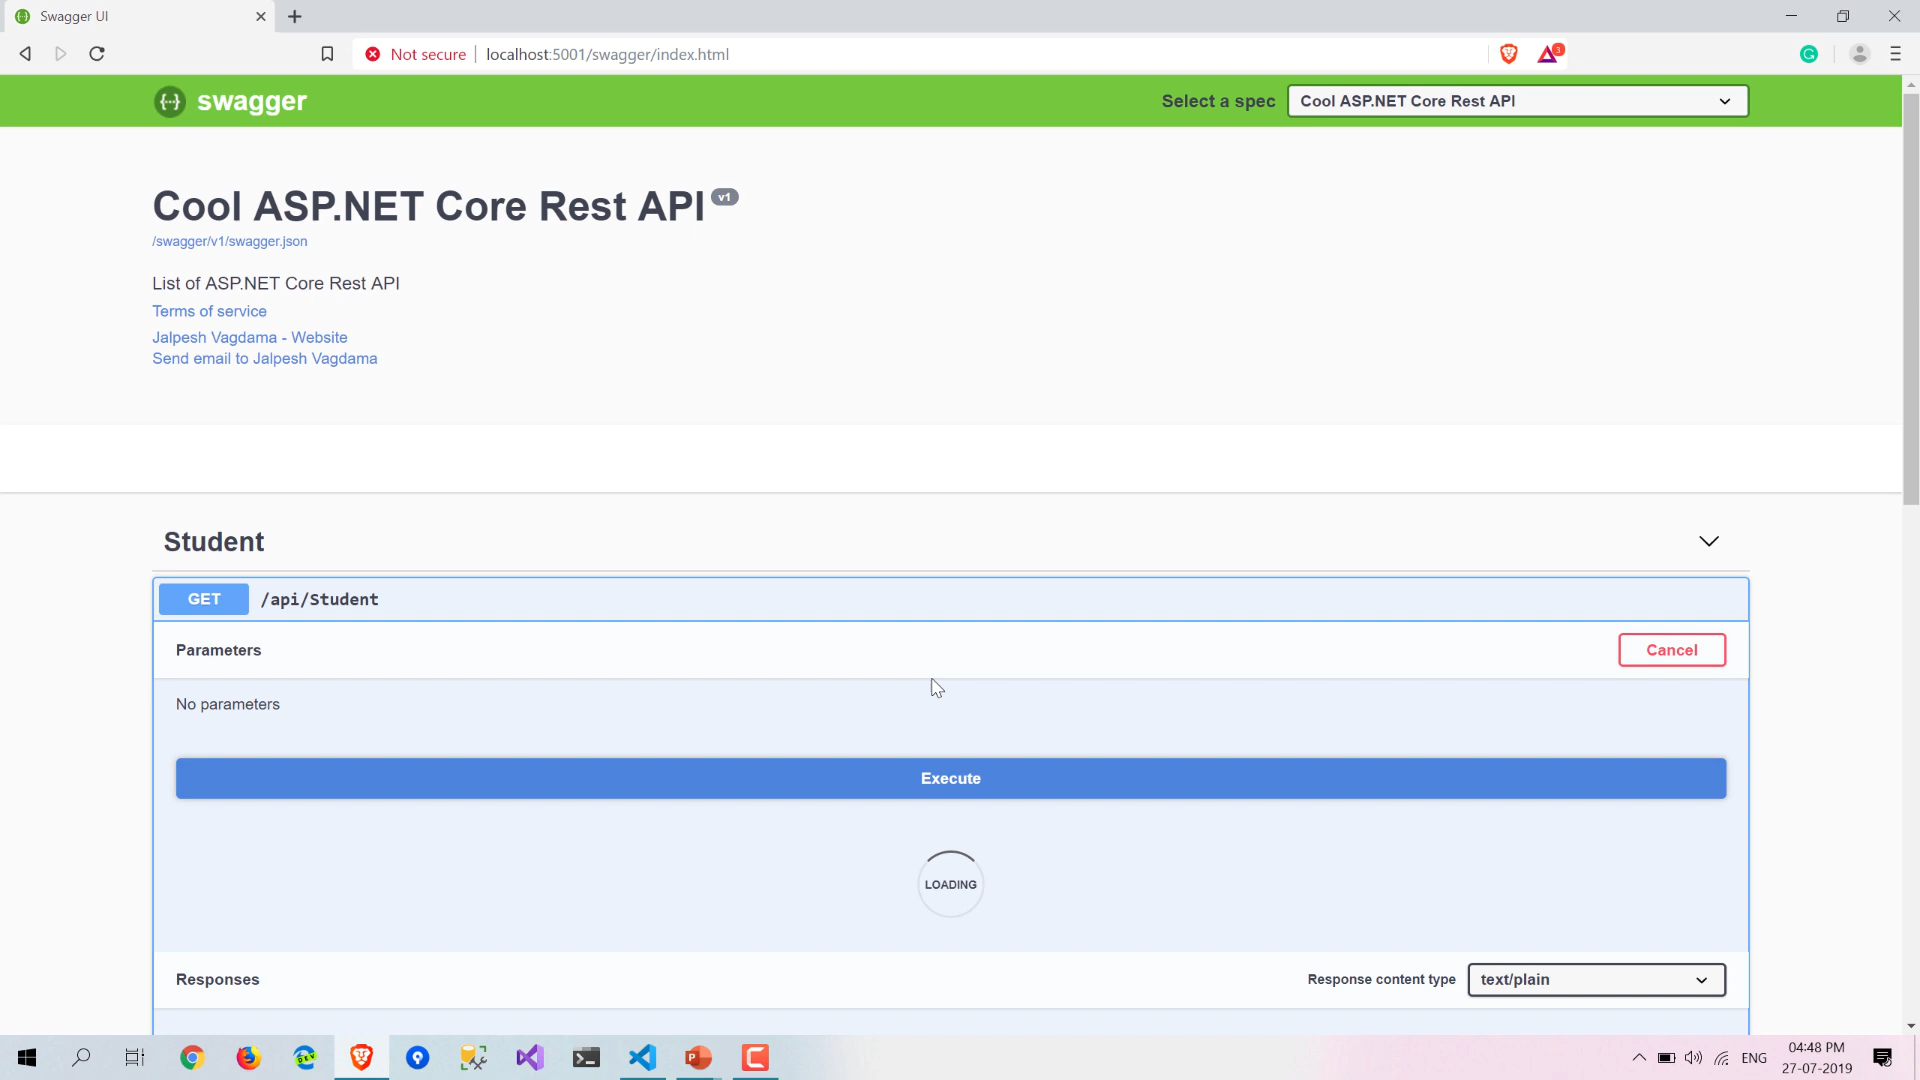 Swagger UI
Not secure
localhost:5001/swagger/index.html
3
swagger
Select a spec
Cool ASP.NET Core Rest API
Cool ASP.NET Core Rest API v1
/swagger/v1/swagger.json
List of ASP.NET Core Rest API
Terms of service
Jalpesh Vagdama - Website
Send email to Jalpesh Vagdama
Student
GET /api/Student
Parameters
Cancel
No parameters
Execute
LOADING
Responses
Response content type
text/plain
DEV
ENG
04:48 PM
27-07-2019